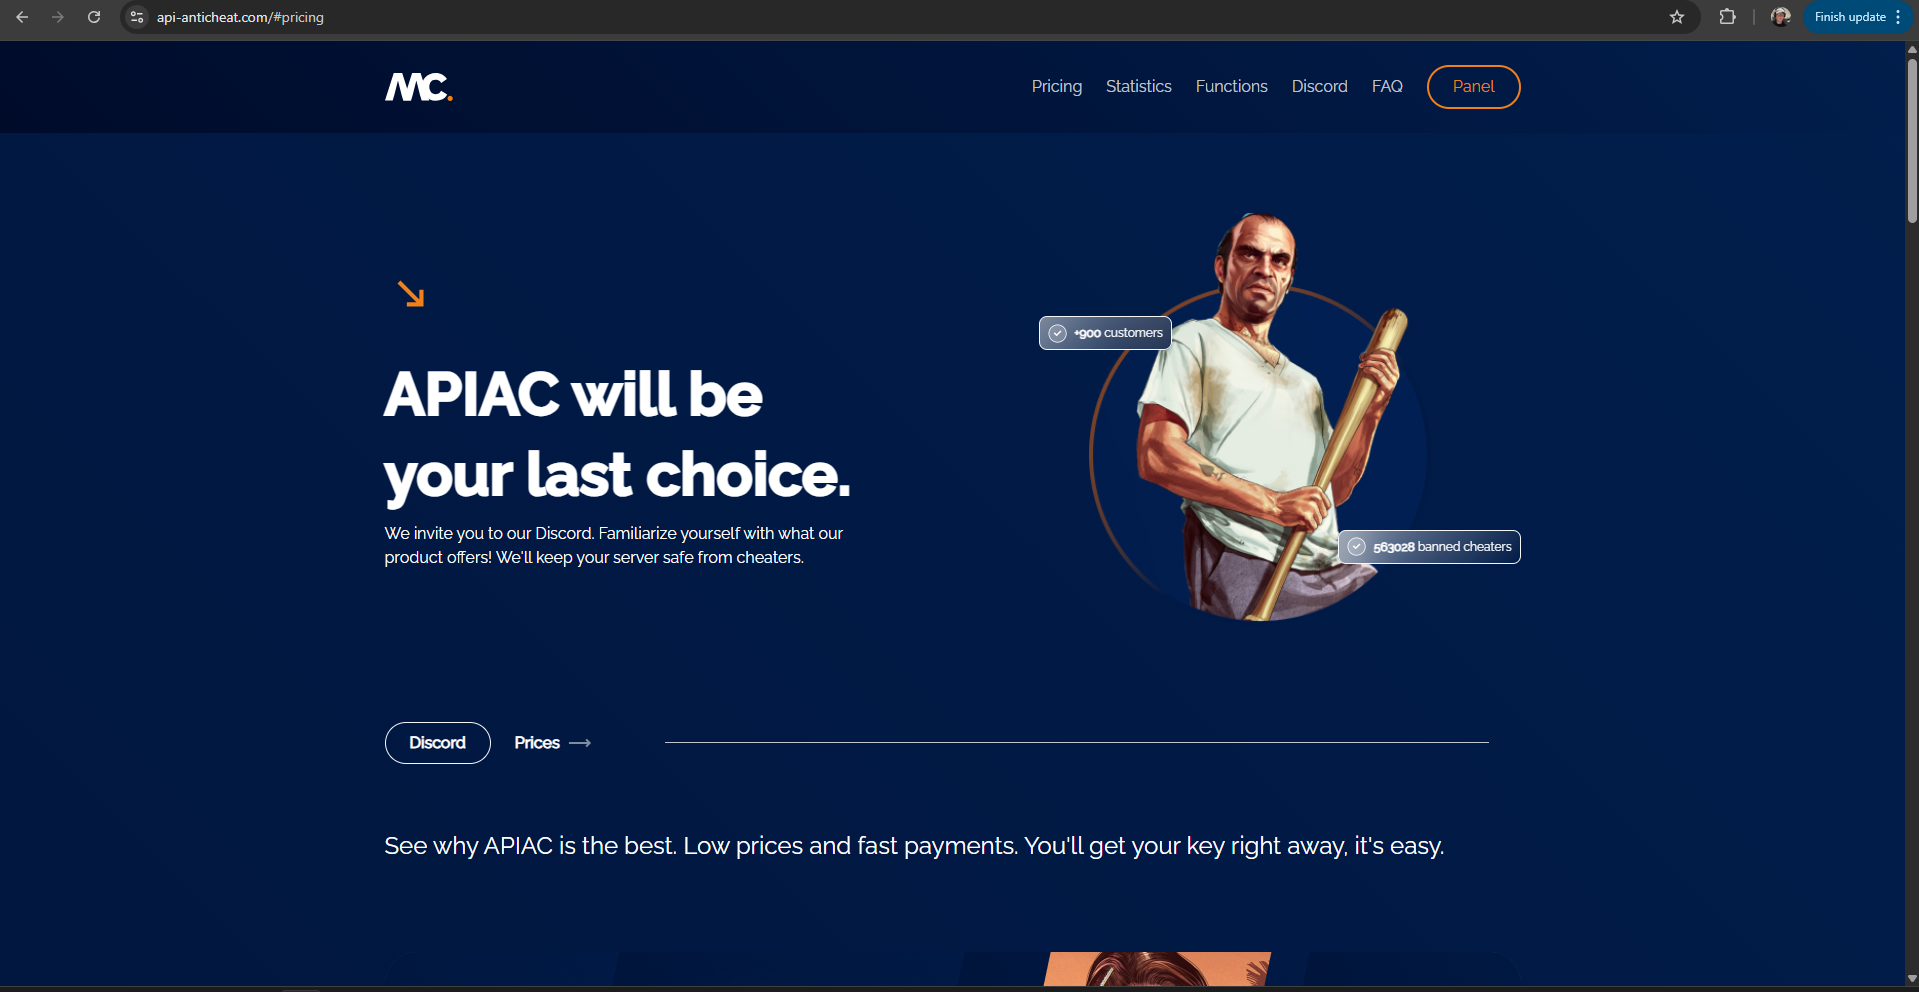 api-anticheat.com/#pricing
Finish update
MC.
Pricing
Statistics
Functions
Discord
FAQ
Panel
+900 customers
APIAC will be
your last choice.
We invite you to our Discord. Familiarize yourself with what our
product offers! We'll keep your server safe from cheaters.
563028 banned cheaters
Discord
Prices
See why APIAC is the best. Low prices and fast payments. You'll get your key right away, it's easy.